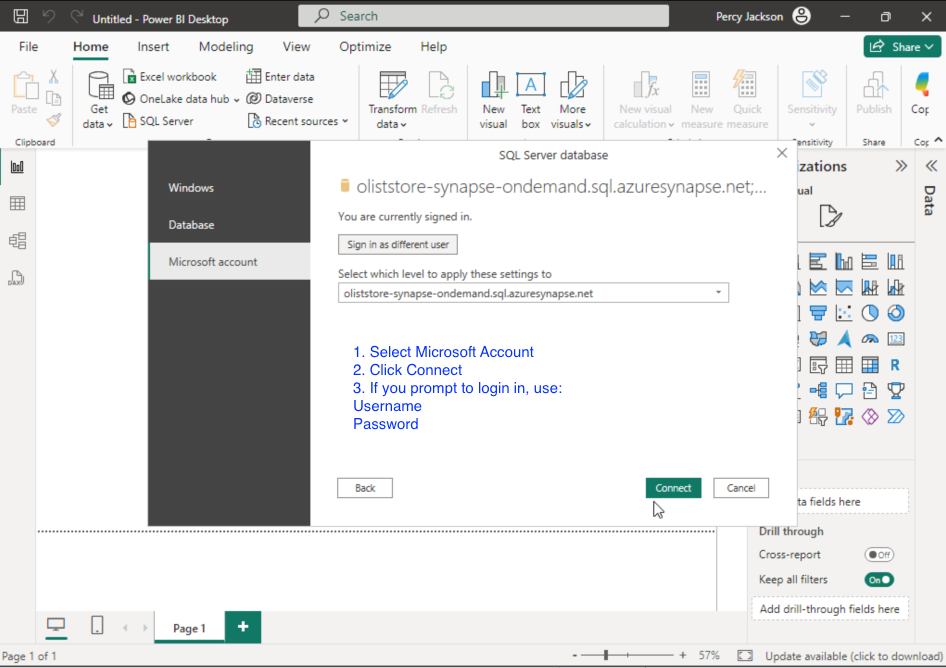 Untitled - Power BI Desktop
Search
Percy Jackson
File Home Insert Modeling View Optimize Help
Share
Paste
Clipboard
Get data
Excel workbook
OneLake data hub
SQL Server
Enter data
Dataverse
Recent sources
Transform data
Refresh
New visual
Text box
More visuals
New visual calculation
New measure
Quick measure
Sensitivity
ensitivity
Publish
Share
Cop
Cop
SQL Server database
oliststore-synapse-ondemand.sql.azuresynapse.net;...
Windows
Database
Microsoft account
You are currently signed in.
Sign in as different user
Select which level to apply these settings to
oliststore-synapse-ondemand.sql.azuresynapse.net
1. Select Microsoft Account
2. Click Connect
3. If you prompt to login in, use:
Username
Password
Back
Connect
Cancel
zations
ual
Data
DAX
123
R
ta fields here
Drill through
Cross-report
Off
Keep all filters
On
Add drill-through fields here
Page 1
Page 1 of 1
57%
Update available (click to download)